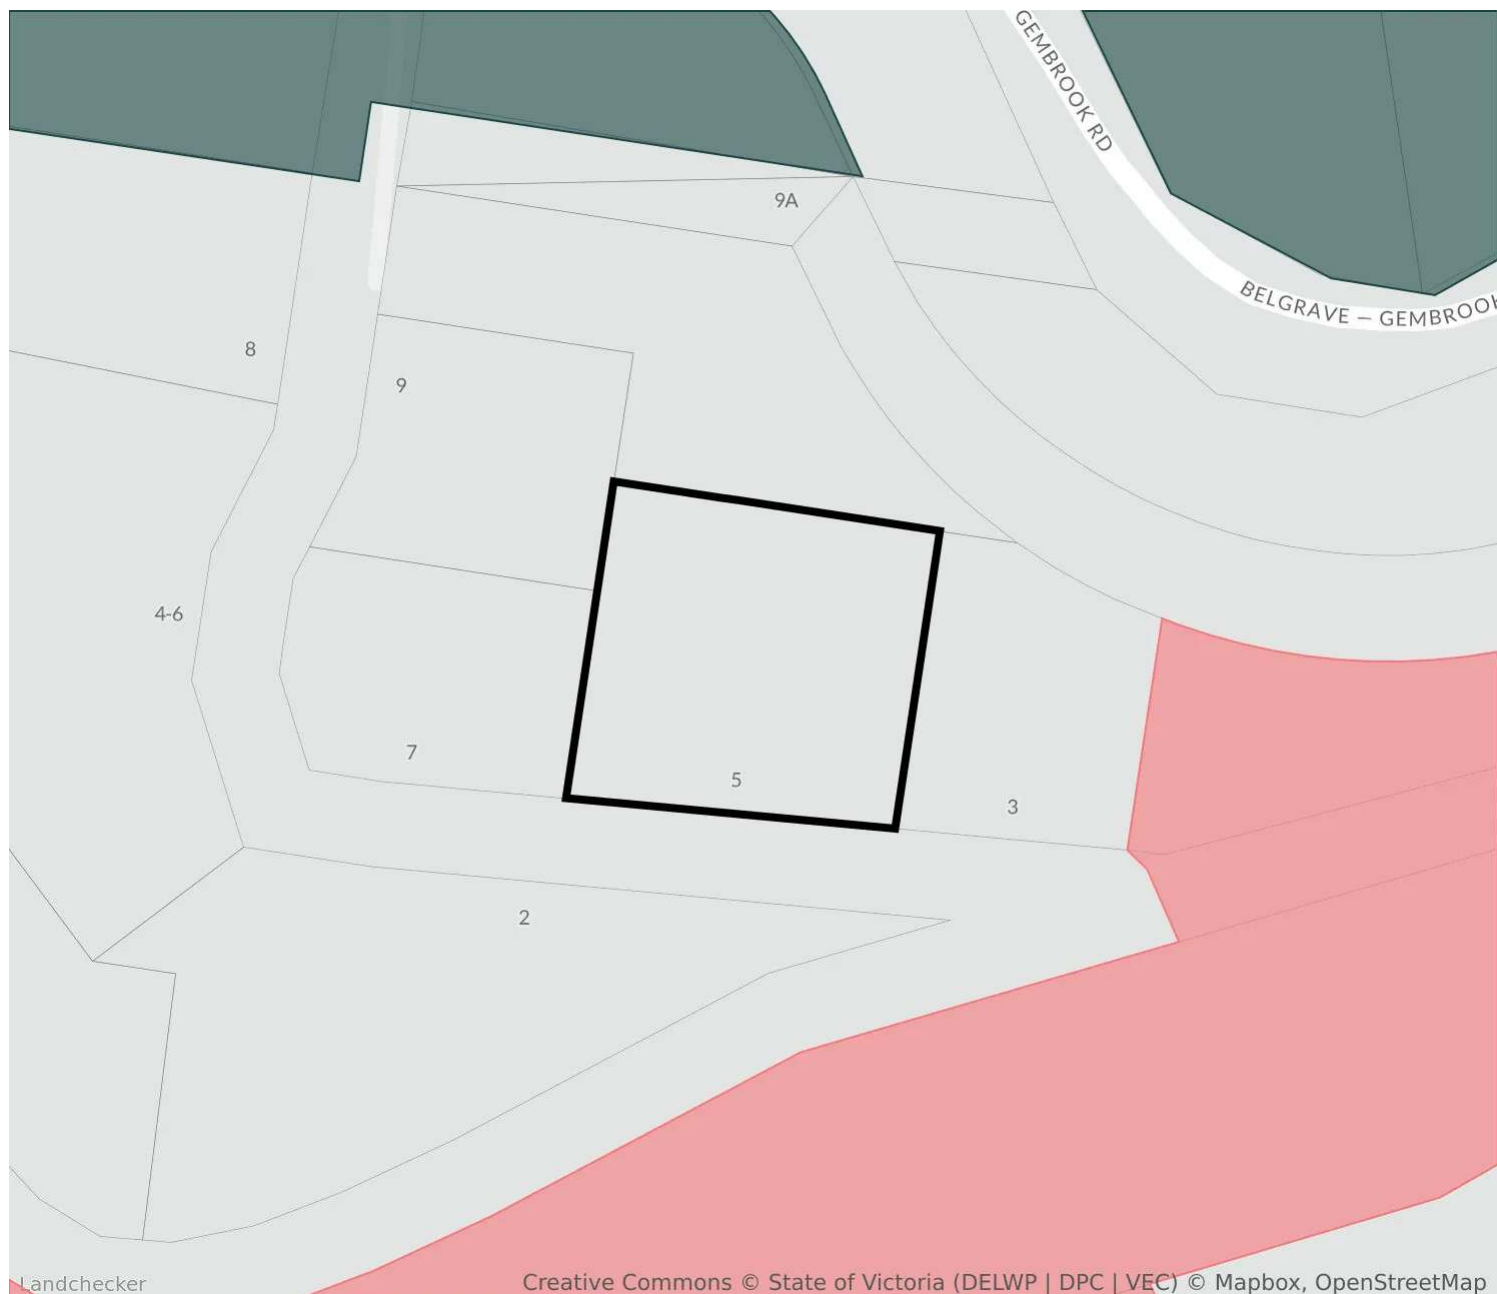 GEMBROOK RD
9A
BELGRAVE – GEMBROOK
8
9
4-6
7
5
3
2
Landchecker
Creative Commons © State of Victoria (DELWP | DPC | VEC) © Mapbox, OpenStreetMap